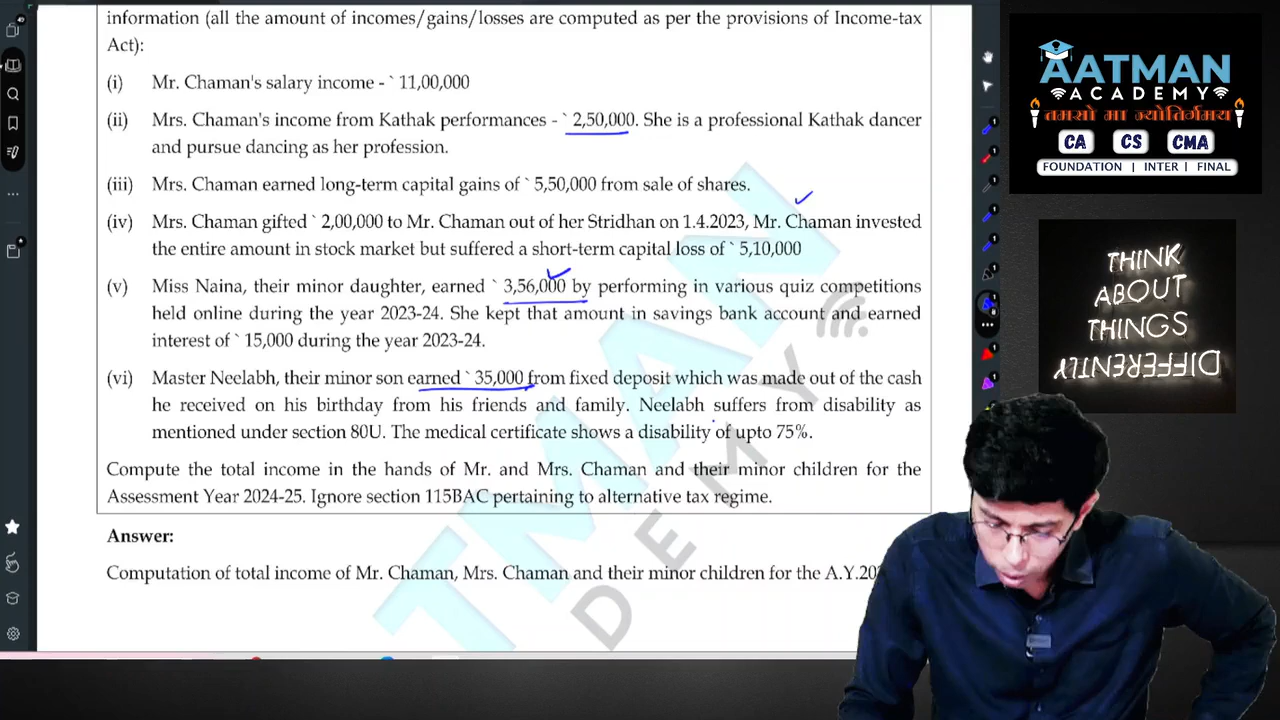 information (all the amount of incomes/gains/losses are computed as per the provisions of Income-tax
Act):
(i) Mr. Chaman's salary income - ` 11,00,000
(ii) Mrs. Chaman's income from Kathak performances - ` 2,50,000. She is a professional Kathak dancer
and pursue dancing as her profession.
(iii) Mrs. Chaman earned long-term capital gains of ` 5,50,000 from sale of shares.
(iv) Mrs. Chaman gifted ` 2,00,000 to Mr. Chaman out of her Stridhan on 1.4.2023, Mr. Chaman invested
the entire amount in stock market but suffered a short-term capital loss of ` 5,10,000
(v) Miss Naina, their minor daughter, earned ` 3,56,000 by performing in various quiz competitions
held online during the year 2023-24. She kept that amount in savings bank account and earned
interest of ` 15,000 during the year 2023-24.
(vi) Master Neelabh, their minor son earned ` 35,000 from fixed deposit which was made out of the cash
he received on his birthday from his friends and family. Neelabh suffers from disability as
mentioned under section 80U. The medical certificate shows a disability of upto 75%.
Compute the total income in the hands of Mr. and Mrs. Chaman and their minor children for the
Assessment Year 2024-25. Ignore section 115BAC pertaining to alternative tax regime.
Answer:
Computation of total income of Mr. Chaman, Mrs. Chaman and their minor children for the A.Y.202
TMAN
DEMY
AATMAN
ACADEMY
तमसो मा ज्योतिर्गमय
CA CS CMA
FOUNDATION | INTER | FINAL
THINK
ABOUT
THINGS
DIFFERENTLY